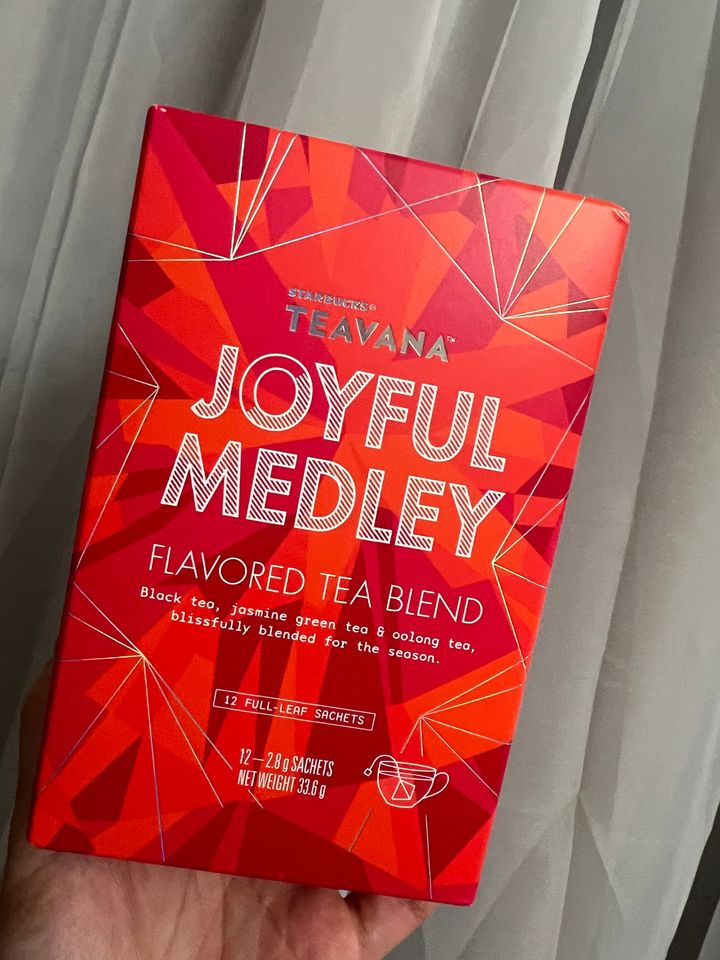 STARBUCKS®
TEAVANA™
JOYFUL
MEDLEY
FLAVORED TEA BLEND
Black tea, jasmine green tea & oolong tea,
blissfully blended for the season.
12 FULL-LEAF SACHETS
12—2.8 g SACHETS
NET WEIGHT 33.6 g